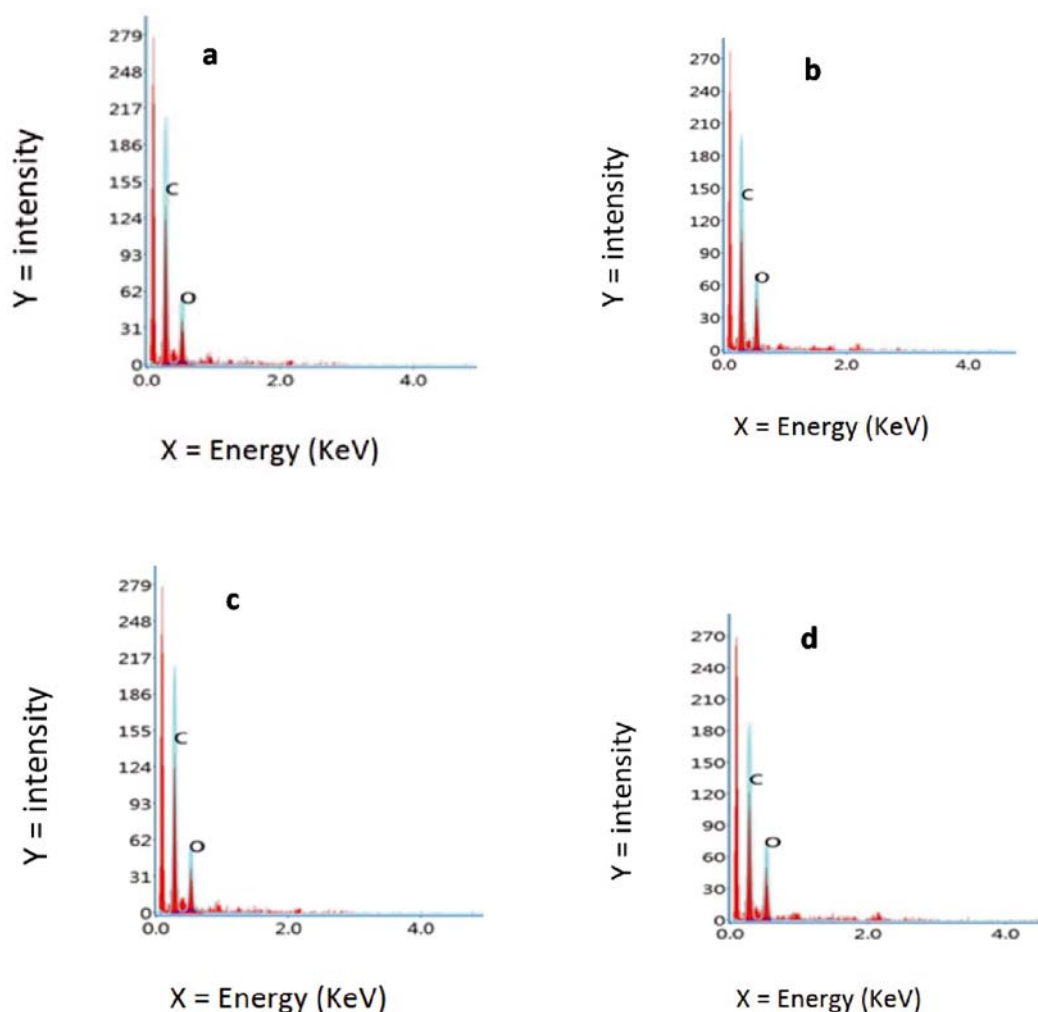 a
279
248
217
186
155
124
93
62
31
0
C
O
0.0 2.0 4.0
Y = intensity
X = Energy (KeV)
b
270
240
210
180
150
120
90
60
30
0
C
O
0.0 2.0 4.0
Y = intensity
X = Energy (KeV)
c
279
248
217
186
155
124
93
62
31
0
C
O
0.0 2.0 4.0
Y = intensity
X = Energy (KeV)
d
270
240
210
180
150
120
90
60
30
0
C
O
0.0 2.0 4.0
Y = intensity
X = Energy (KeV)